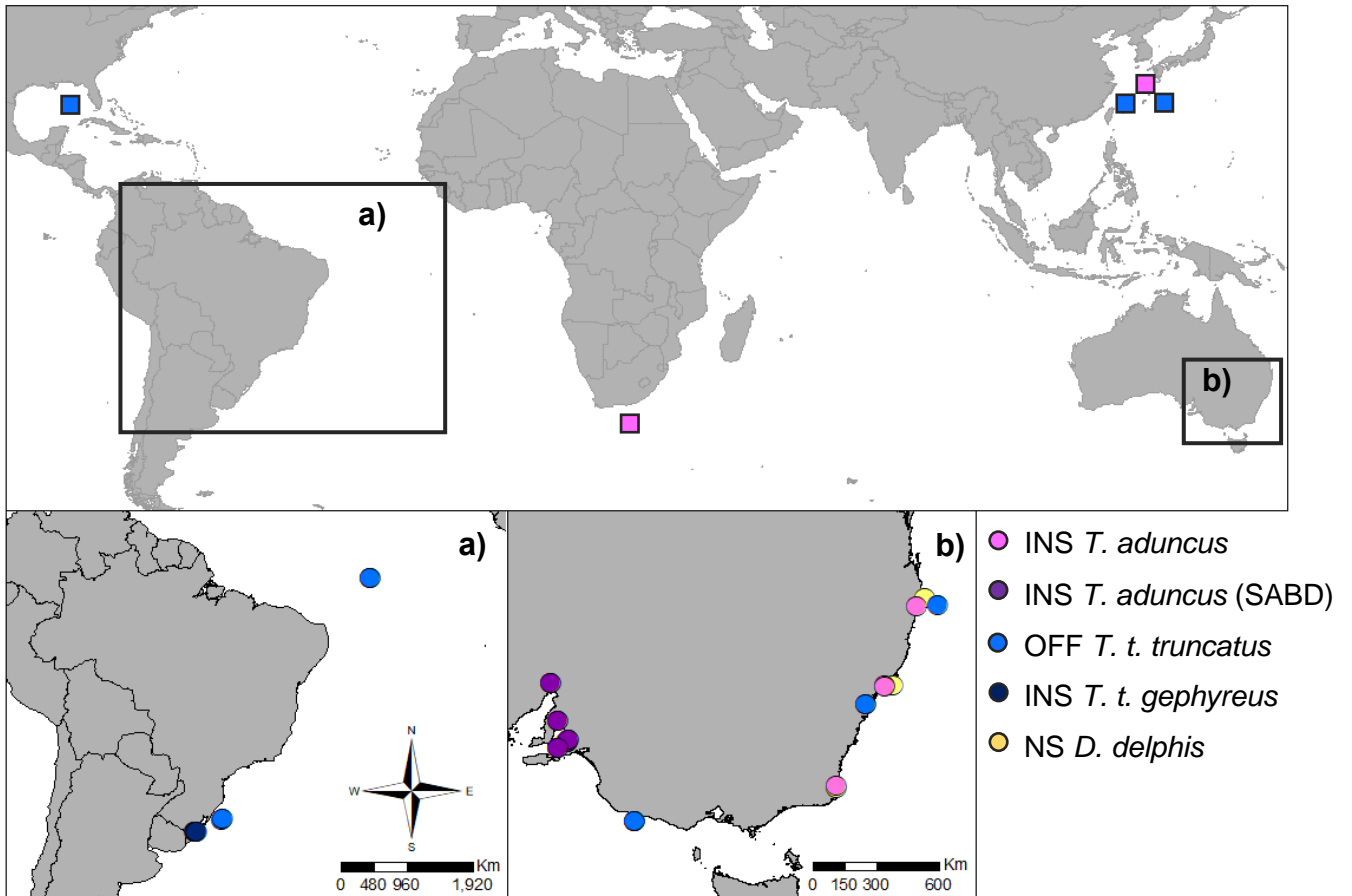 a)
b)
a)
N
W E
S
Km
0 480 960 1,920
b)
Km
0 150 300 600
INS T. aduncus
INS T. aduncus (SABD)
OFF T. t. truncatus
INS T. t. gephyreus
NS D. delphis